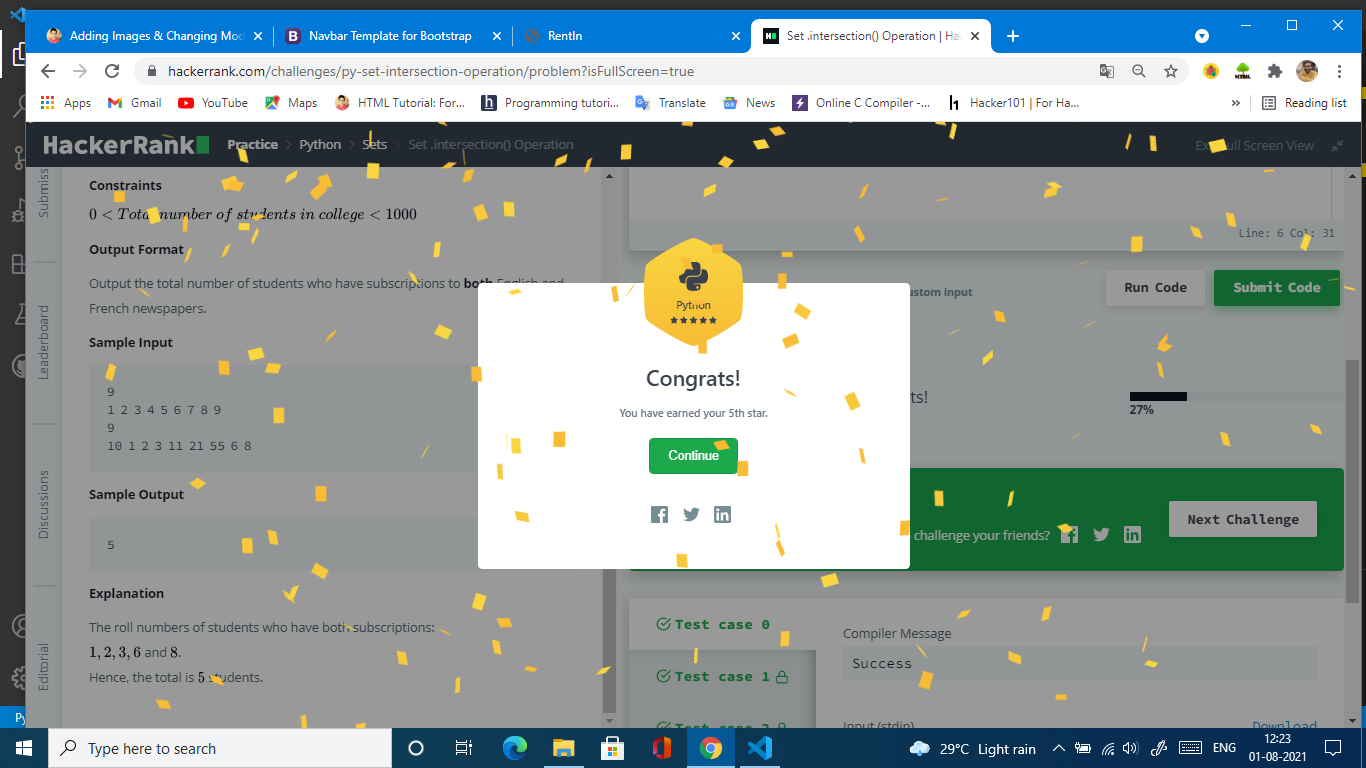 Adding Images & Changing Mod
Navbar Template for Bootstrap
RentIn
Set .intersection() Operation | Ha
hackerrank.com/challenges/py-set-intersection-operation/problem?isFullScreen=true
Apps
Gmail
YouTube
Maps
HTML Tutorial: For...
Programming tutori...
Translate
News
Online C Compiler -...
Hacker101 | For Ha...
»
Reading list
HackerRank
Practice > Python > Sets > Set .intersection() Operation
Full Screen View
Submiss
Leaderboard
Discussions
Editorial
Constraints
0 < Total number of students in college < 1000
Output Format
Output the total number of students who have subscriptions to both English and
French newspapers.
Sample Input
9
1 2 3 4 5 6 7 8 9
9
10 1 2 3 11 21 55 6 8
Sample Output
5
Explanation
The roll numbers of students who have both subscriptions:
1, 2, 3, 6 and 8.
Hence, the total is 5 students.
Line: 6 Col: 31
ustom input
Run Code
Submit Code
Python
★★★★★
Congrats!
You have earned your 5th star.
Continue
ts!
27%
challenge your friends?
Next Challenge
Test case 0
Test case 1
Test case 2
Compiler Message
Success
Input (stdin)
Download
Py
Type here to search
29°C Light rain
ENG
12:23
01-08-2021